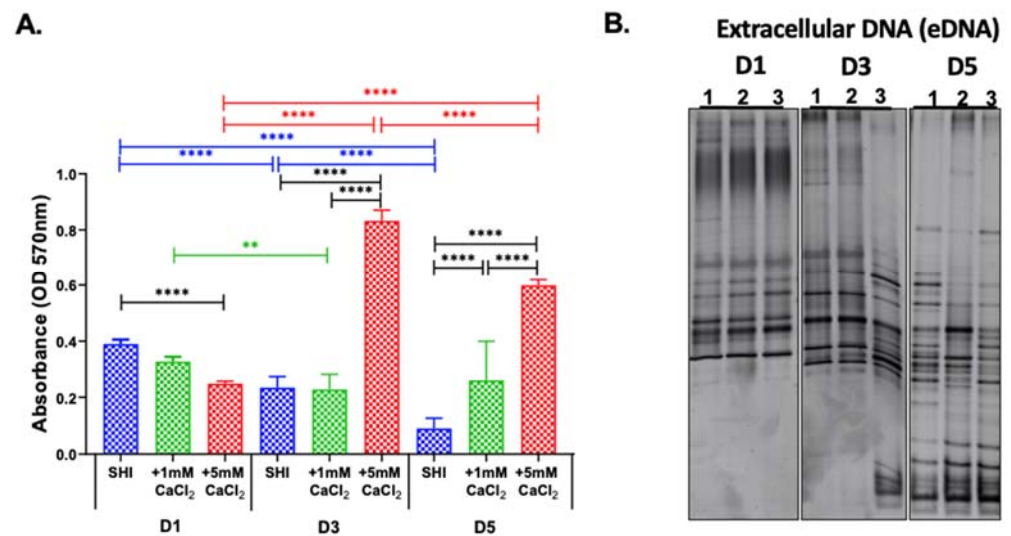 A.
B.
Extracellular DNA (eDNA)
D1 D3 D5
1 2 3 1 2 3 1 2 3
****
**** ****
****
**** ****
****
****
**
****
****
**** ****
Absorbance (OD 570nm)
1.0
0.8
0.6
0.4
0.2
0.0
SHI +1mM +5mM SHI +1mM +5mM SHI +1mM +5mM
CaCl₂ CaCl₂ CaCl₂ CaCl₂ CaCl₂ CaCl₂
D1 D3 D5